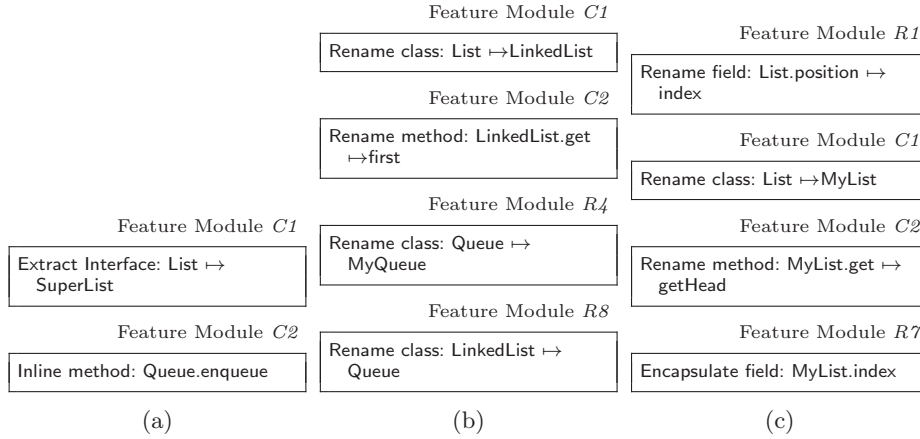 Feature Module C1
Extract Interface: List ↦
SuperList
Feature Module C2
Inline method: Queue.enqueue
(a)
Feature Module C1
Rename class: List ↦LinkedList
Feature Module C2
Rename method: LinkedList.get
↦first
Feature Module R4
Rename class: Queue ↦
MyQueue
Feature Module R8
Rename class: LinkedList ↦
Queue
(b)
Feature Module R1
Rename field: List.position ↦
index
Feature Module C1
Rename class: List ↦MyList
Feature Module C2
Rename method: MyList.get ↦
getHead
Feature Module R7
Encapsulate field: MyList.index
(c)